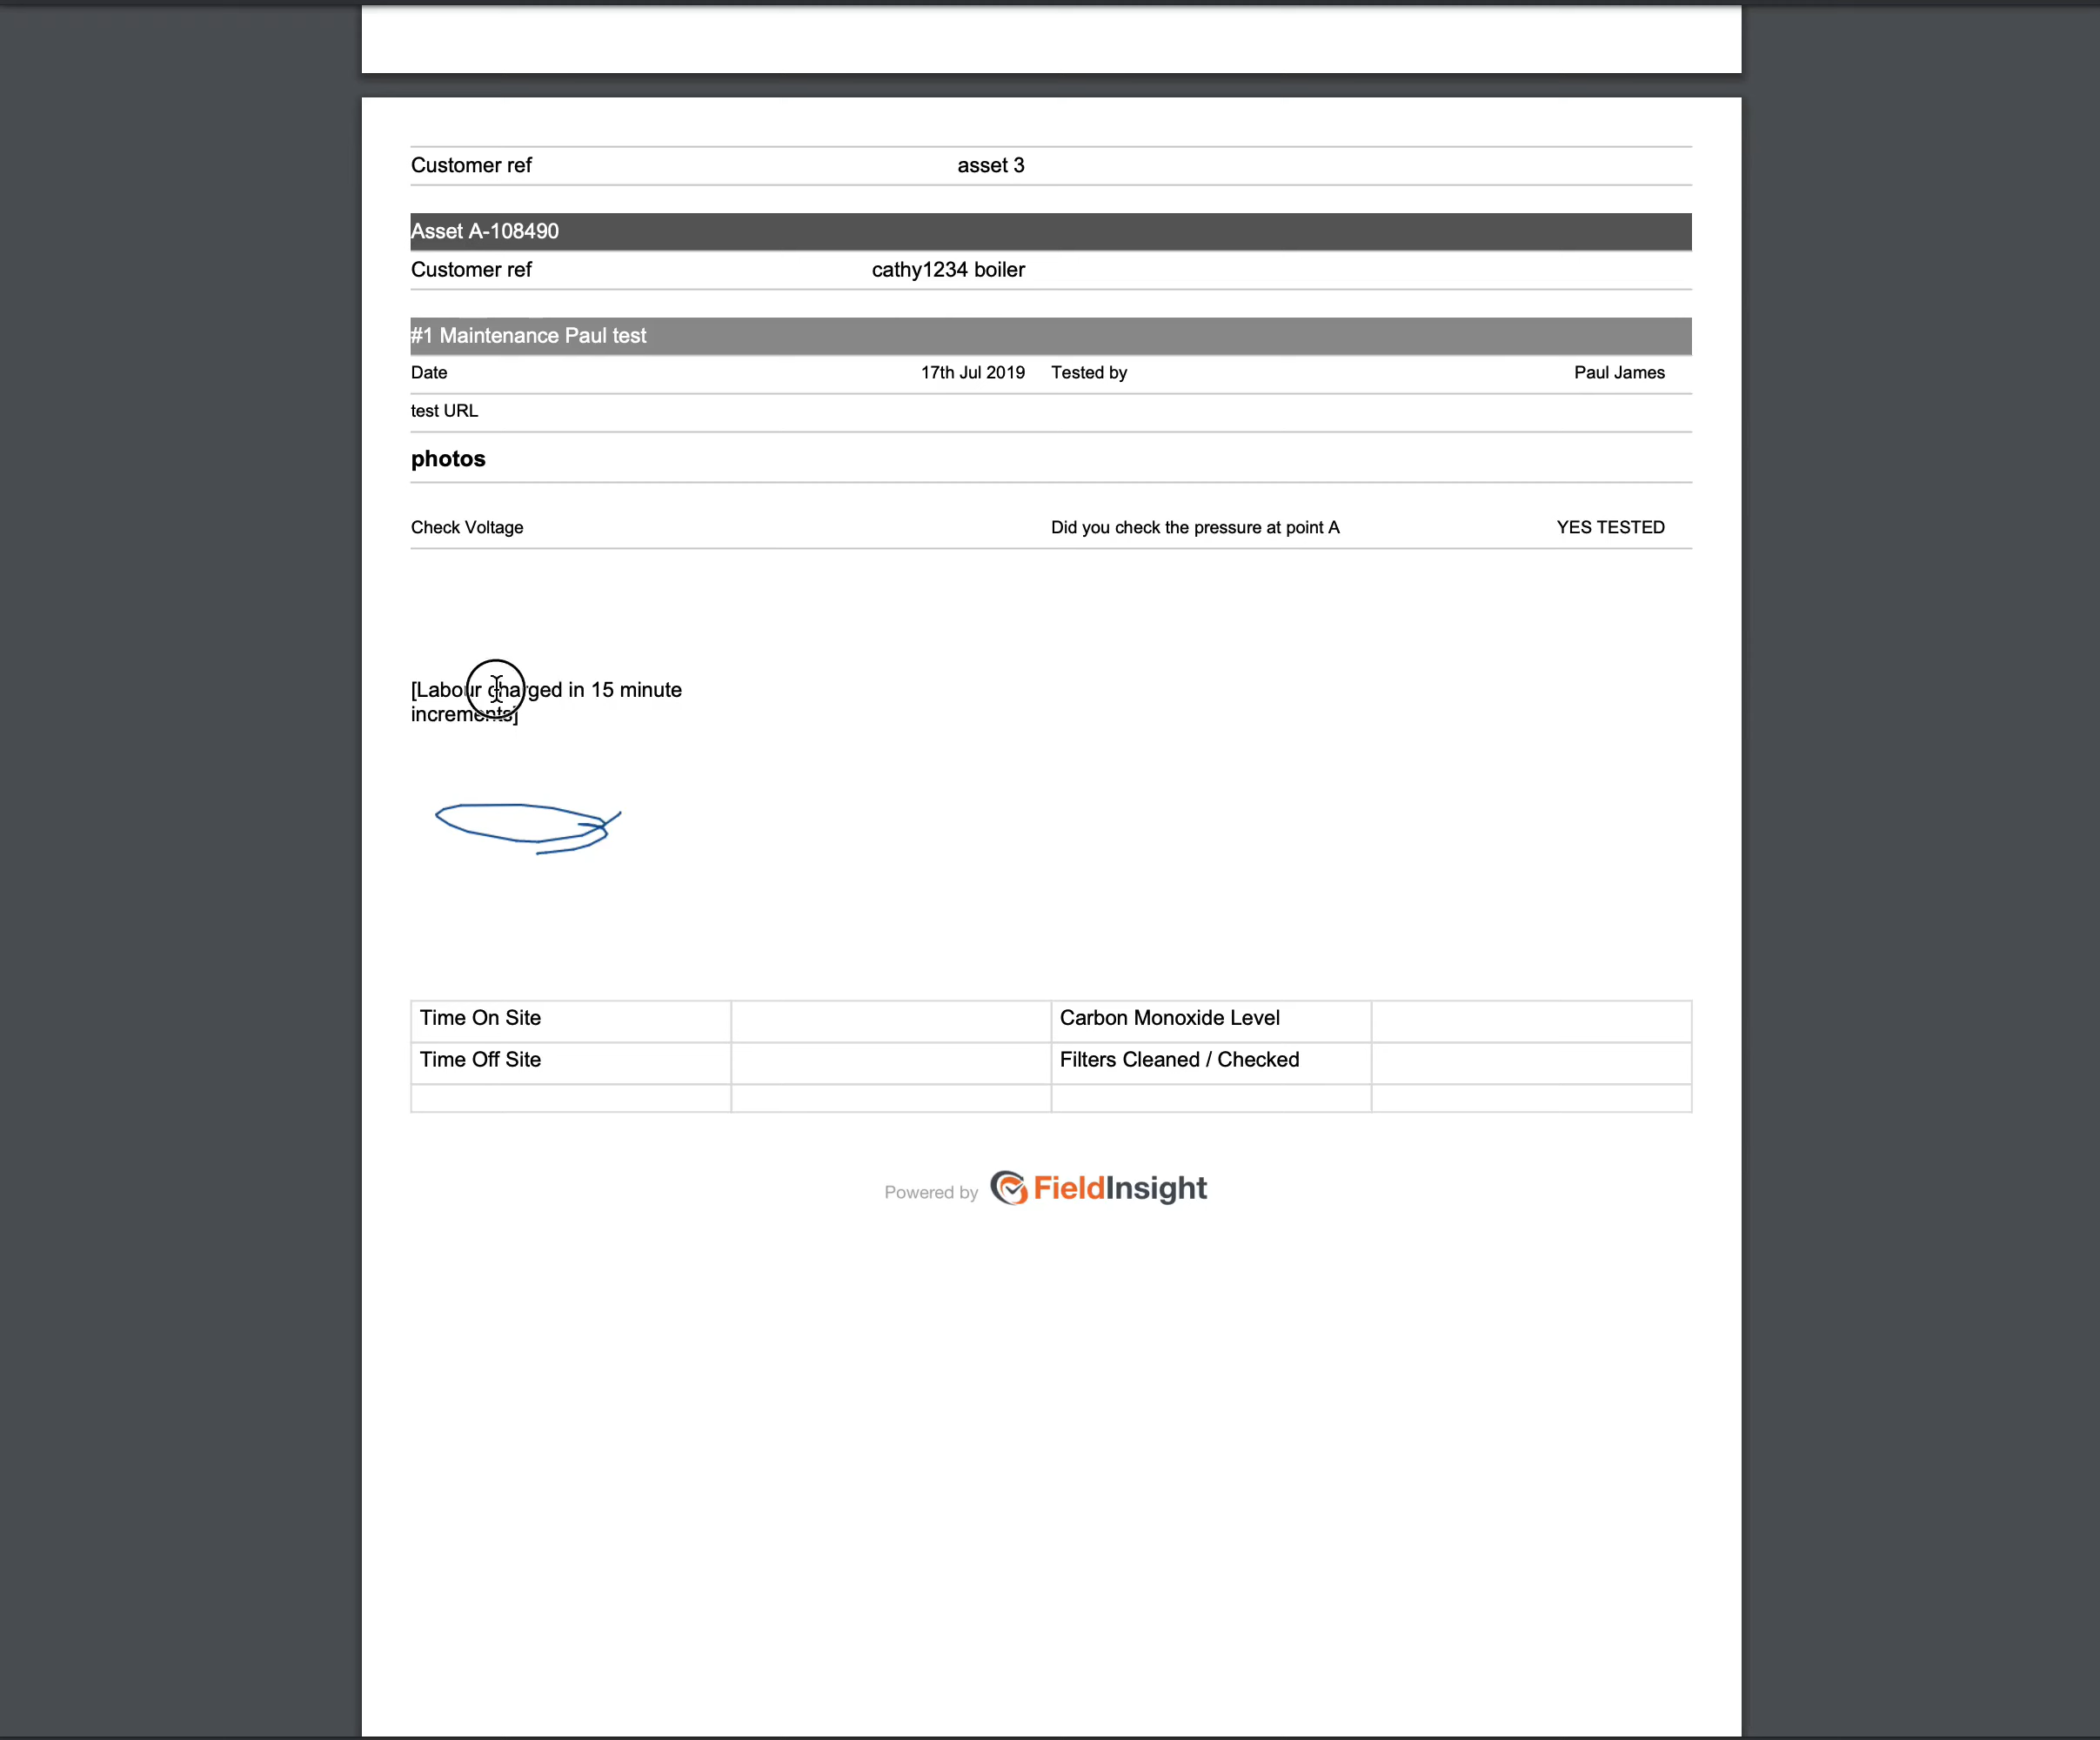 Customer ref asset 3
Asset A-108490
Customer ref cathy1234 boiler
#1 Maintenance Paul test
Date 17th Jul 2019 Tested by Paul James
test URL
photos
Check Voltage Did you check the pressure at point A YES TESTED
[Labour charged in 15 minute
increments]
Time On Site Carbon Monoxide Level
Time Off Site Filters Cleaned / Checked
Powered by FieldInsight